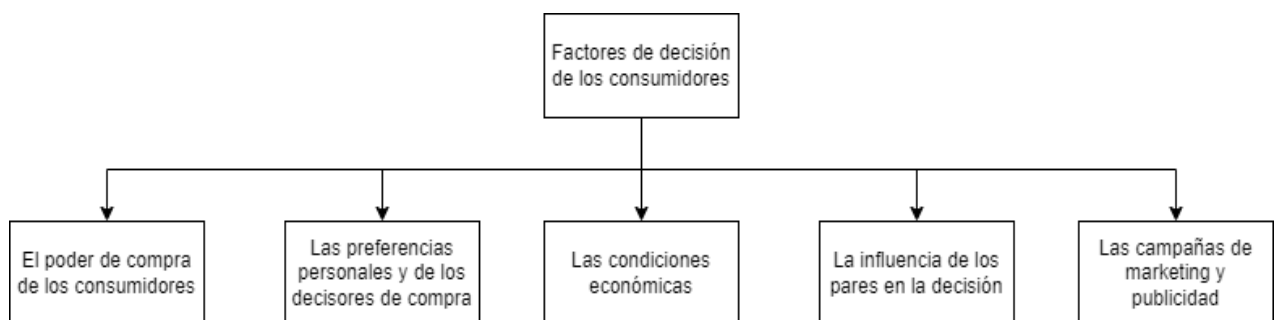 Factores de decisión
de los consumidores
El poder de compra
de los consumidores
Las preferencias
personales y de los
decisores de compra
Las condiciones
económicas
La influencia de los
pares en la decisión
Las campañas de
marketing y
publicidad